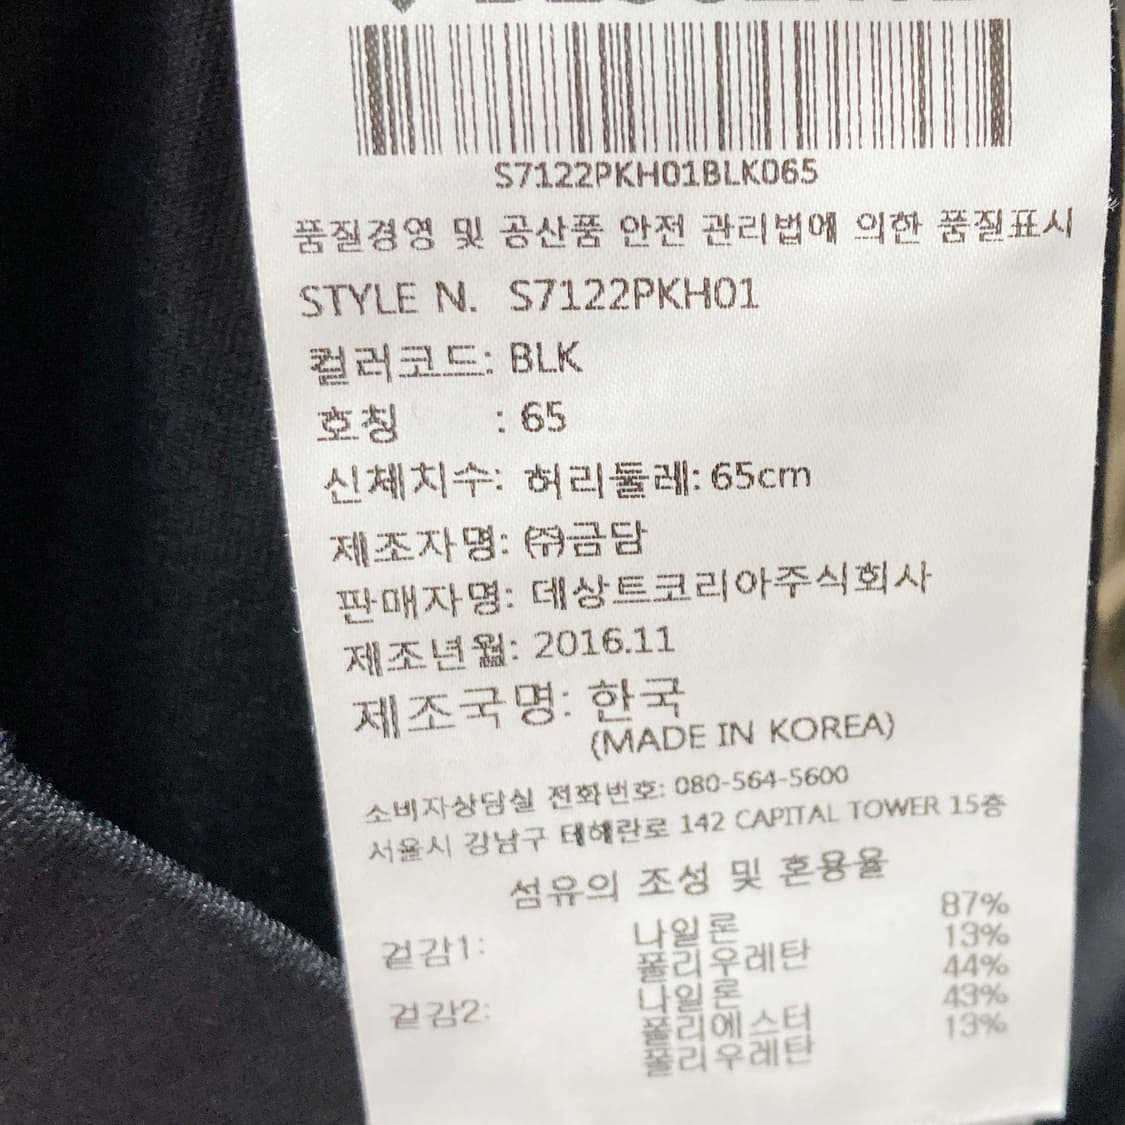 S7122PKH01BLK065
품질경영 및 공산품 안전 관리법에 의한 품질표시
STYLE N. S7122PKH01
컬러코드: BLK
호칭 : 65
신체치수: 허리둘레: 65cm
제조자명: ㈜금담
판매자명: 데상트코리아주식회사
제조년월: 2016.11
제조국명: 한국
(MADE IN KOREA)
소비자상담실 전화번호: 080-564-5600
서울시 강남구 테헤란로 142 CAPITAL TOWER 15층
섬유의 조성 및 혼용율
겉감1: 나일론 87%
폴리우레탄 13%
겉감2: 나일론 44%
폴리에스터 43%
폴리우레탄 13%